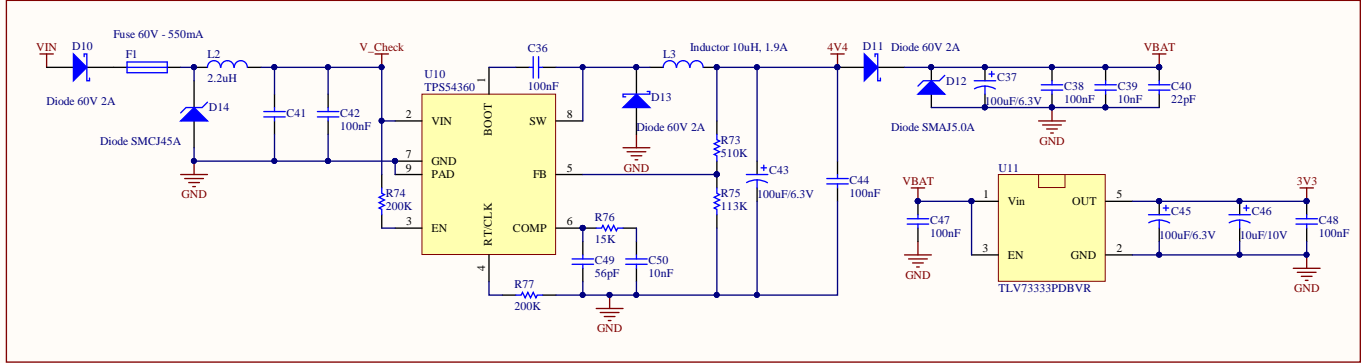 Fuse 60V - 550mA
VIN
D10
F1
L2
2.2uH
V_Check
Diode 60V 2A
D14
Diode SMCJ45A
C41
C42
100nF
GND
R74
200K
U10
TPS54360
1
BOOT
2
VIN
7
GND
9
PAD
3
EN
RT/CLK
4
SW
8
FB
5
COMP
6
C36
100nF
L3
Inductor 10uH, 1.9A
D13
Diode 60V 2A
GND
R73
510K
R75
113K
C43
100uF/6.3V
C44
100nF
R76
15K
C49
56pF
C50
10nF
R77
200K
GND
4V4
D11
Diode 60V 2A
VBAT
D12
Diode SMAJ5.0A
C37
100uF/6.3V
C38
100nF
C39
10nF
C40
22pF
GND
VBAT
C47
100nF
GND
U11
1
Vin
OUT
5
3
EN
GND
2
TLV73333PDBVR
C45
100uF/6.3V
C46
10uF/10V
3V3
C48
100nF
GND